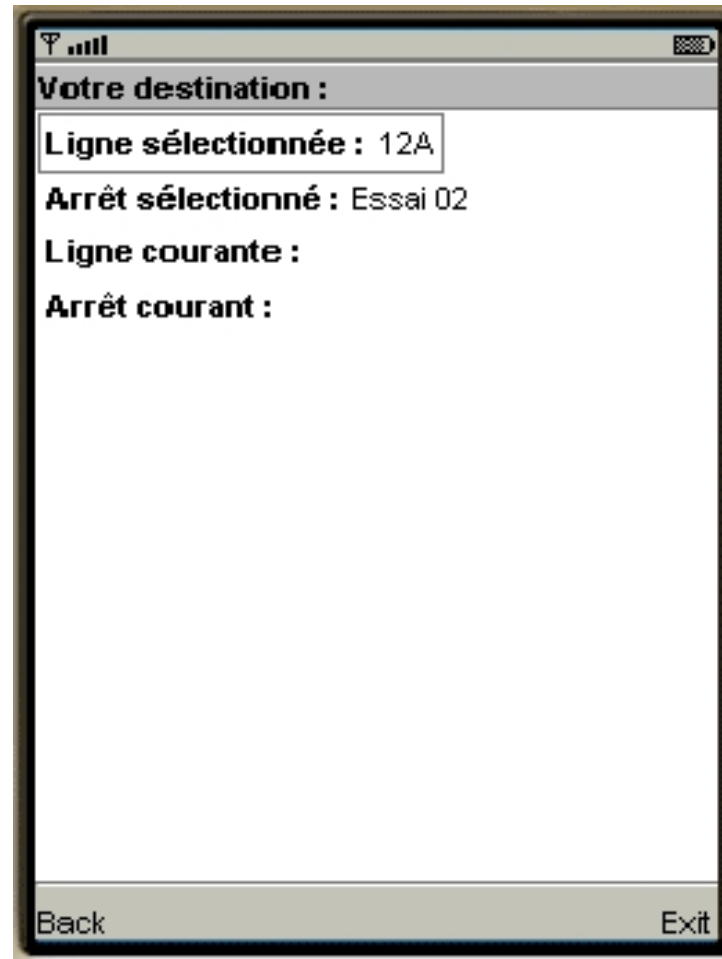 Votre destination :
Ligne sélectionnée : 12A
Arrêt sélectionné : Essai 02
Ligne courante :
Arrêt courant :
Back Exit